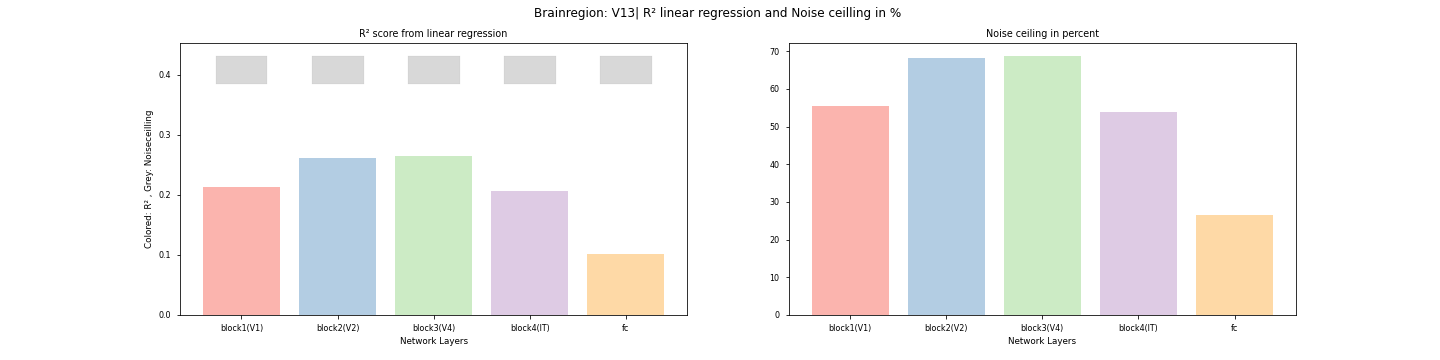 Brainregion: V13| R² linear regression and Noise ceilling in %
R² score from linear regression
Colored: R² , Grey: Noiseceilling
0.4
0.3
0.2
0.1
0.0
block1(V1) block2(V2) block3(V4) block4(IT) fc
Network Layers
Noise ceiling in percent
70
60
50
40
30
20
10
0
block1(V1) block2(V2) block3(V4) block4(IT) fc
Network Layers